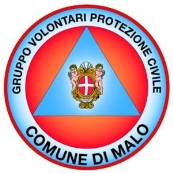 GRUPPO VOLONTARI PROTEZIONE CIVILE
COMUNE DI MALO